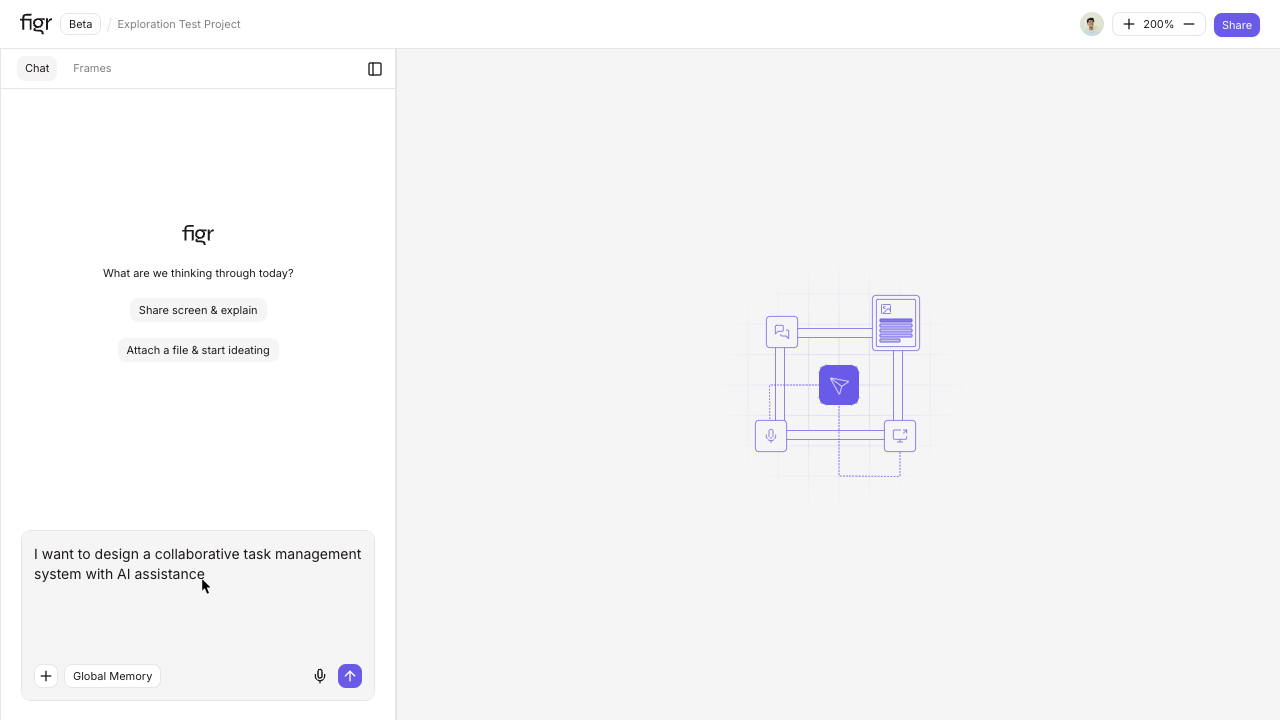 figr
Beta / Exploration Test Project
200%
Share
Chat
Frames
figr
What are we thinking through today?
Share screen & explain
Attach a file & start ideating
I want to design a collaborative task management
system with AI assistance
Global Memory